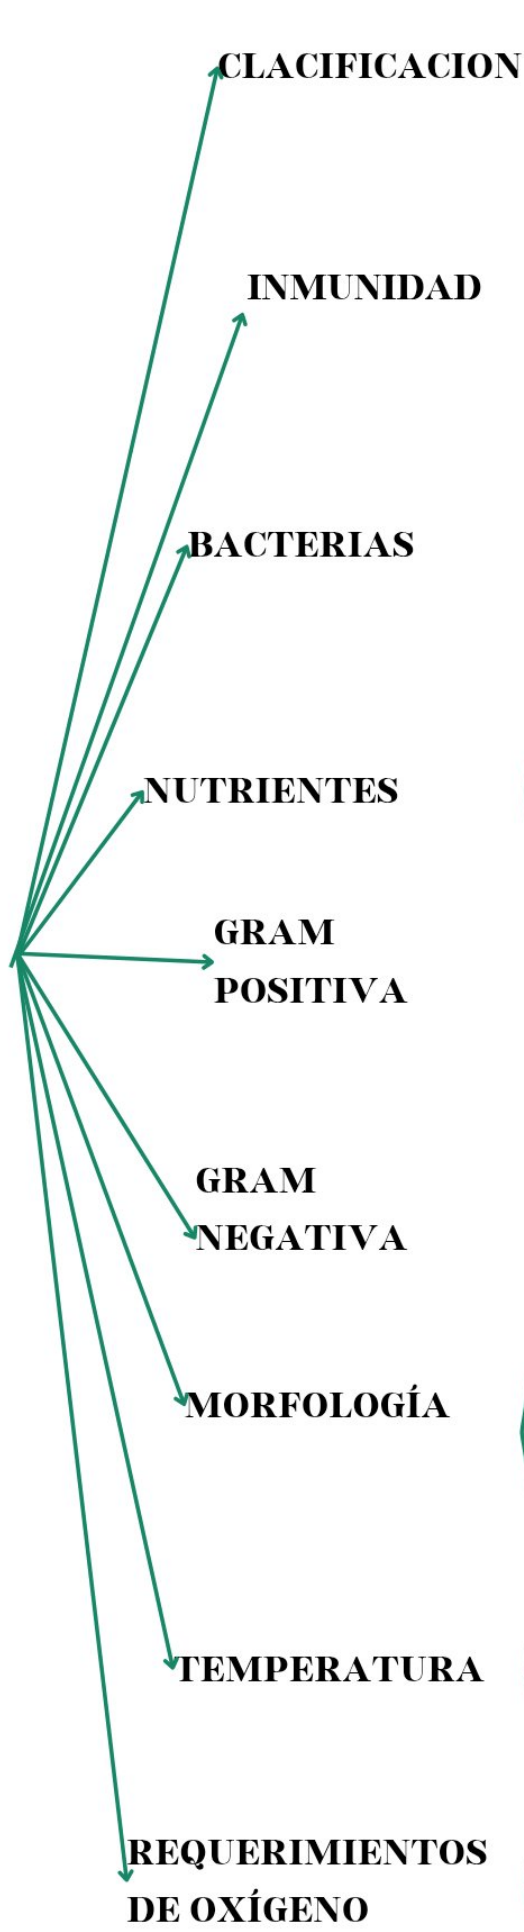 CLACIFICACION
INMUNIDAD
BACTERIAS
NUTRIENTES
GRAM
POSITIVA
GRAM
NEGATIVA
MORFOLOGÍA
TEMPERATURA
REQUERIMIENTOS
DE OXÍGENO